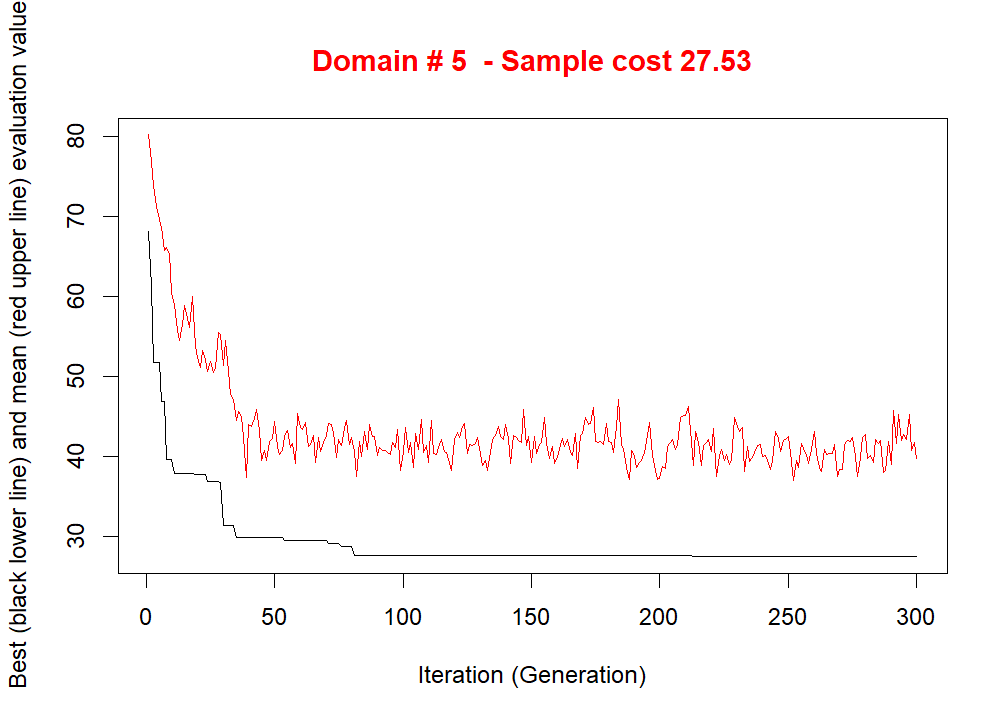 Domain # 5  - Sample cost 27.53
Best (black lower line) and mean (red upper line) evaluation value
80
70
60
50
40
30
0 50 100 150 200 250 300
Iteration (Generation)